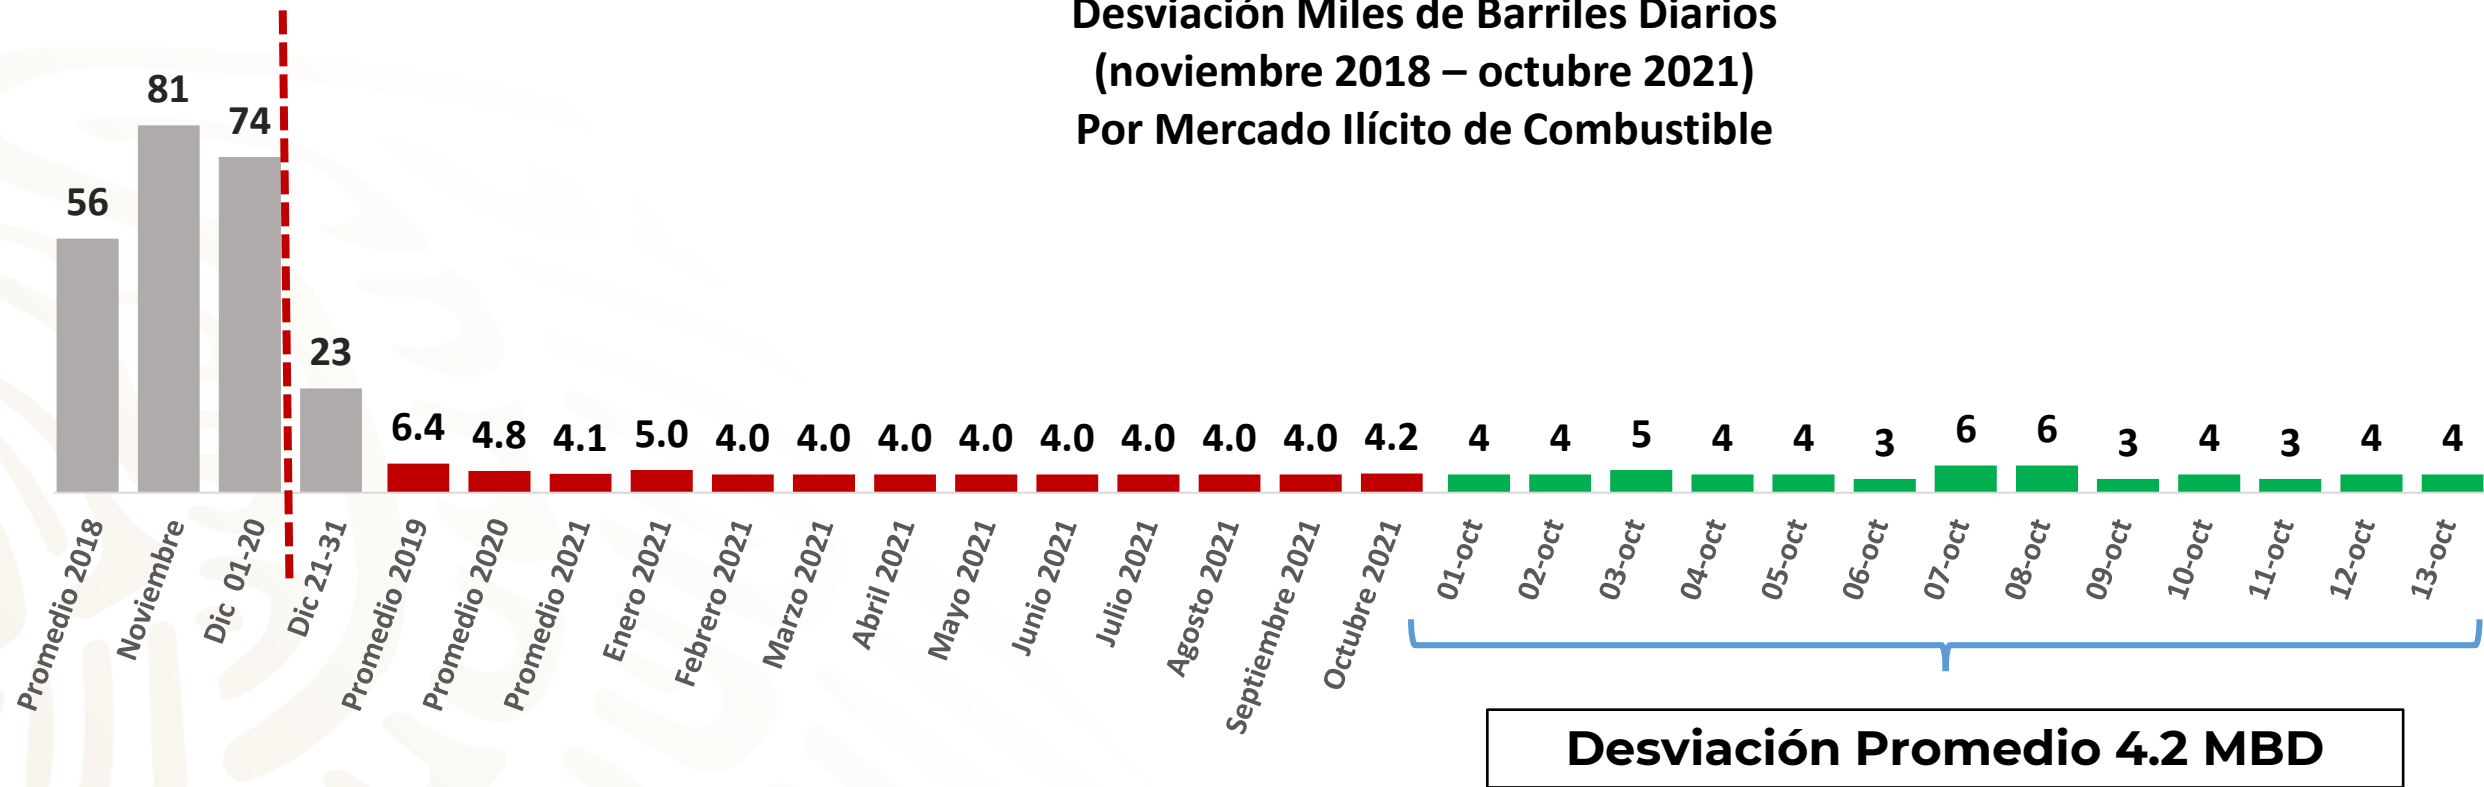 Desviación Miles de Barriles Diarios
(noviembre 2018 – octubre 2021)
Por Mercado Ilícito de Combustible
56
81
74
23
6.4
4.8
4.1
5.0
4.0
4.0
4.0
4.0
4.0
4.0
4.0
4.0
4.2
4
4
5
4
4
3
6
6
3
4
3
4
4
Promedio 2018
Noviembre
Dic 01-20
Dic 21-31
Promedio 2019
Promedio 2020
Promedio 2021
Enero 2021
Febrero 2021
Marzo 2021
Abril 2021
Mayo 2021
Junio 2021
Julio 2021
Agosto 2021
Septiembre 2021
Octubre 2021
01-oct
02-oct
03-oct
04-oct
05-oct
06-oct
07-oct
08-oct
09-oct
10-oct
11-oct
12-oct
13-oct
Desviación Promedio 4.2 MBD